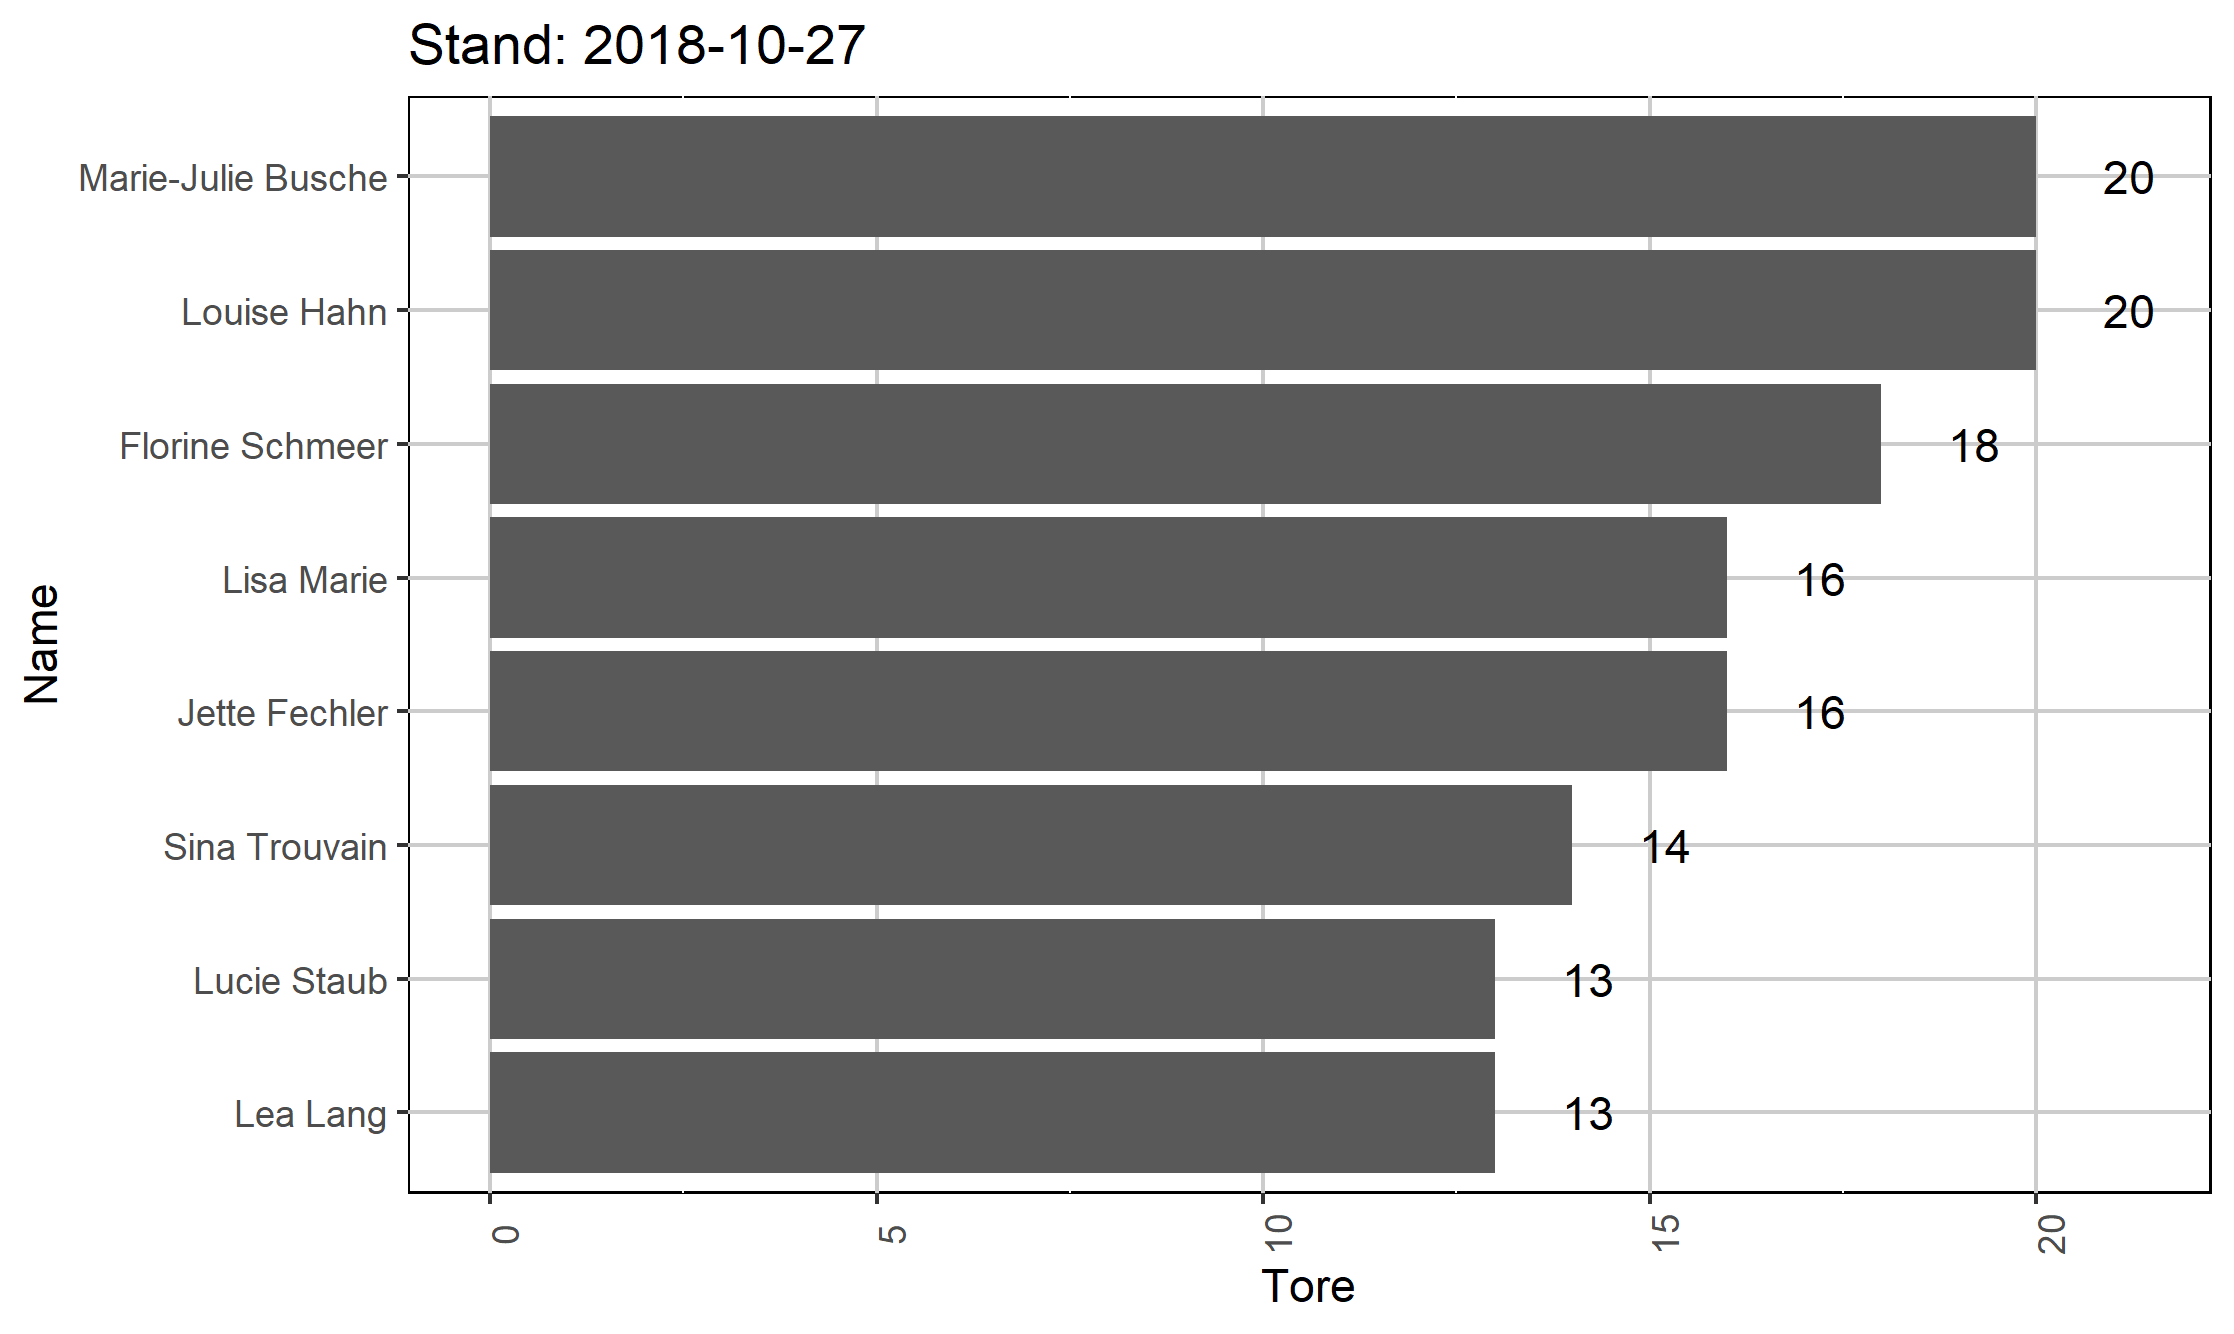 Stand: 2018-10-27
Name
Marie-Julie Busche 20
Louise Hahn 20
Florine Schmeer 18
Lisa Marie 16
Jette Fechler 16
Sina Trouvain 14
Lucie Staub 13
Lea Lang 13
0 5 10 15 20
Tore